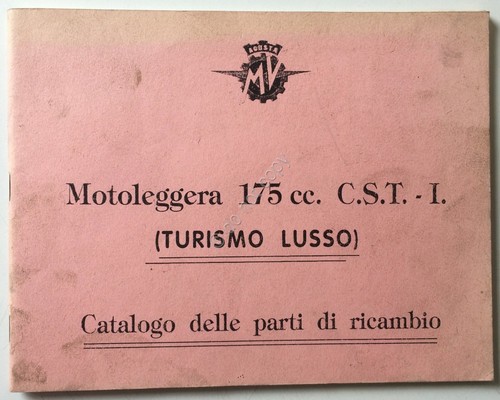 AGUSTA
MV
Motoleggera 175 cc. C.S.T. - I.
(TURISMO LUSSO)
Catalogo delle parti di ricambio